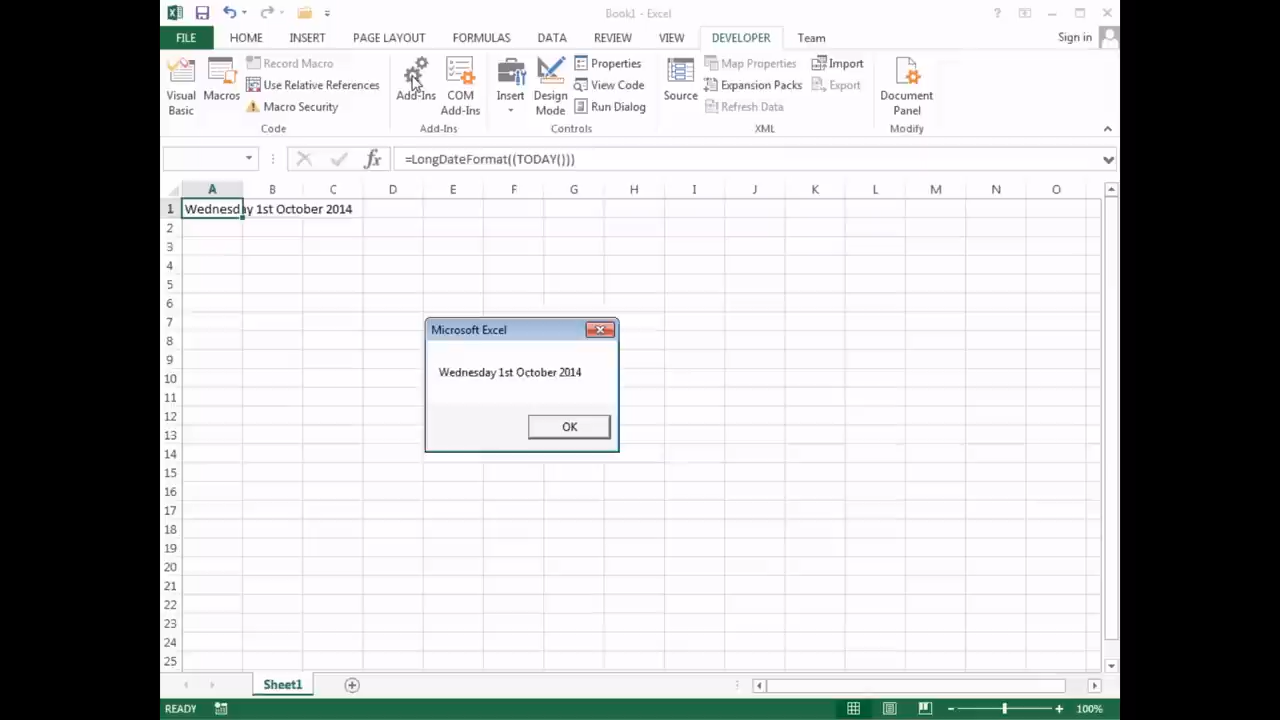 Book1 - Excel
?
FILE HOME INSERT PAGE LAYOUT FORMULAS DATA REVIEW VIEW DEVELOPER Team Sign in
Record Macro Properties Map Properties Import
Use Relative References View Code Expansion Packs Export
Visual Basic Macros Add-Ins COM Add-Ins Insert Design Mode Source Document Panel
Macro Security Run Dialog Refresh Data
Code Add-Ins Controls XML Modify
fx =LongDateFormat((TODAY()))
A B C D E F G H I J K L M N O
1 Wednesday 1st October 2014
2
3
4
5
6
7
Microsoft Excel
8
9
Wednesday 1st October 2014
10
11
12
OK
13
14
15
16
17
18
19
20
21
22
23
24
25
Sheet1
READY 100%